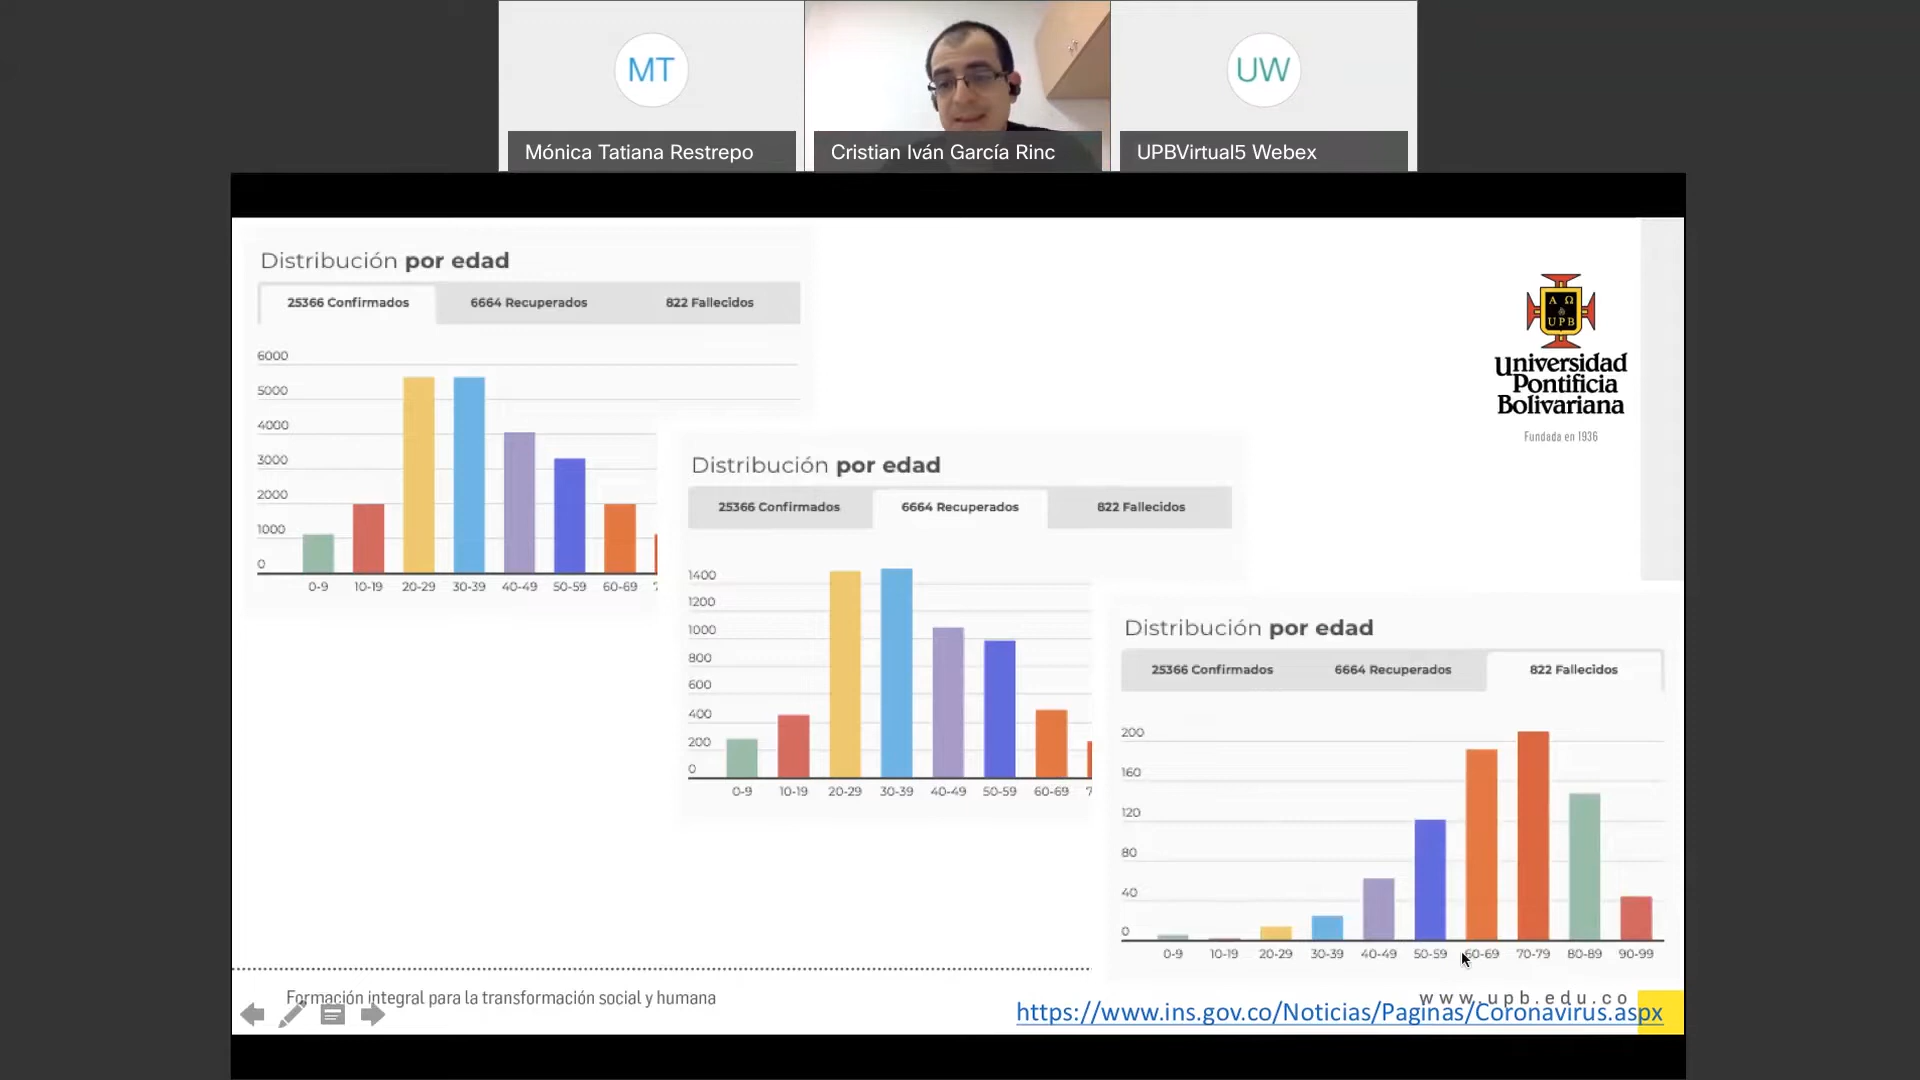 MT
UW
Mónica Tatiana Restrepo
Cristian Iván García Rinc
UPBVirtual5 Webex
Distribución por edad
25366 Confirmados 6664 Recuperados 822 Fallecidos
6000
5000
4000
3000
2000
1000
0
0-9 10-19 20-29 30-39 40-49 50-59 60-69
A Ω
&
UPB
Universidad
Pontificia
Bolivariana
Fundada en 1936
Distribución por edad
25366 Confirmados 6664 Recuperados 822 Fallecidos
1400
1200
1000
800
600
400
200
0
0-9 10-19 20-29 30-39 40-49 50-59 60-69 7
Distribución por edad
25366 Confirmados 6664 Recuperados 822 Fallecidos
200
160
120
80
40
0
0-9 10-19 20-29 30-39 40-49 50-59 60-69 70-79 80-89 90-99
Formación integral para la transformación social y humana
www.upb.edu.co
https://www.ins.gov.co/Noticias/Paginas/Coronavirus.aspx